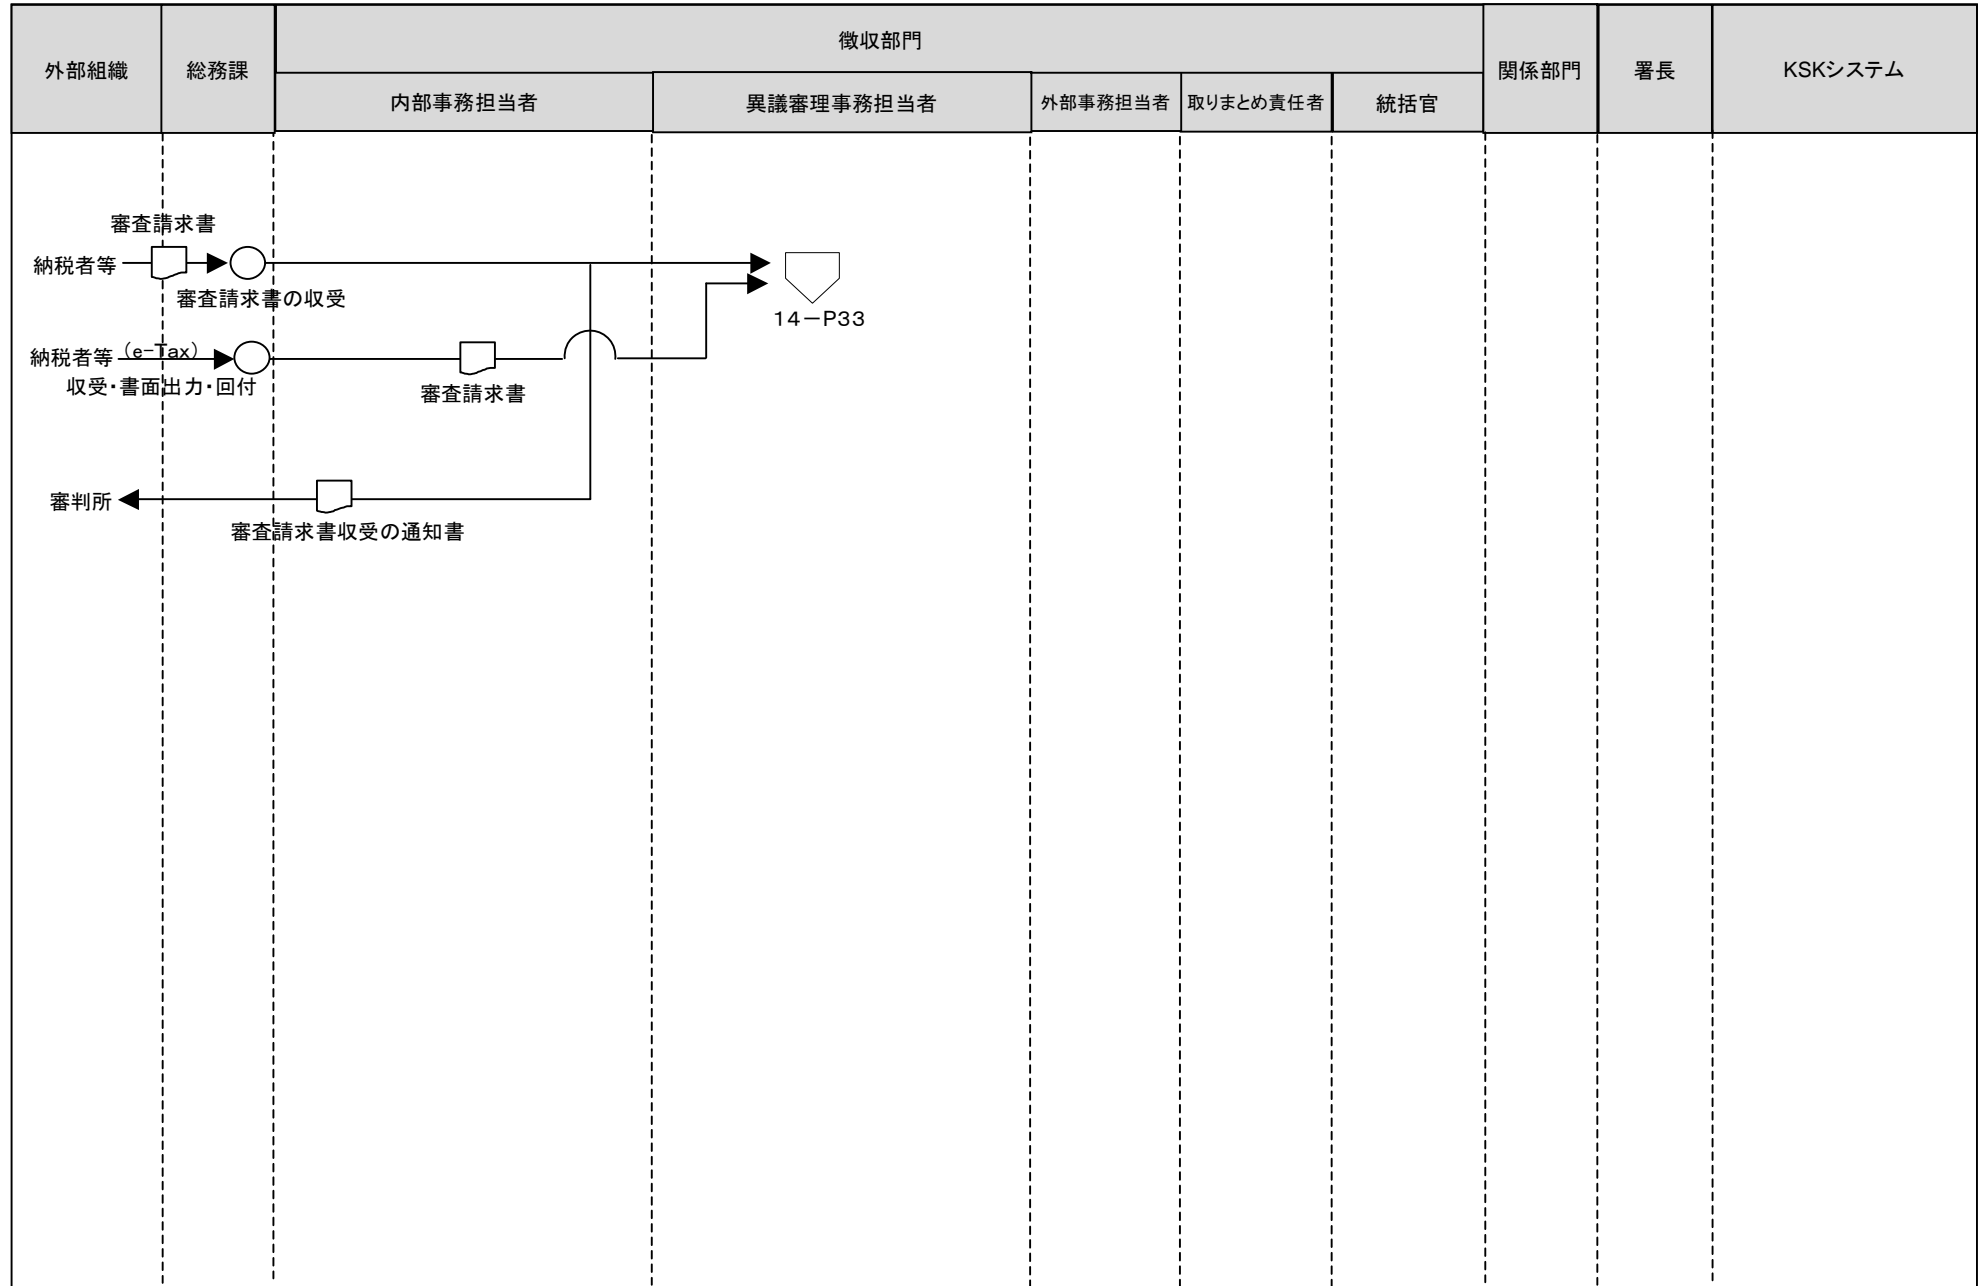 外部組織
総務課
徴収部門
内部事務担当者
異議審理事務担当者
外部事務担当者
取りまとめ責任者
統括官
関係部門
署長
KSKシステム
審査請求書
納税者等
審査請求書の収受
14－P33
納税者等
(e-Tax)
収受・書面出力・回付
審査請求書
審判所
審査請求書収受の通知書